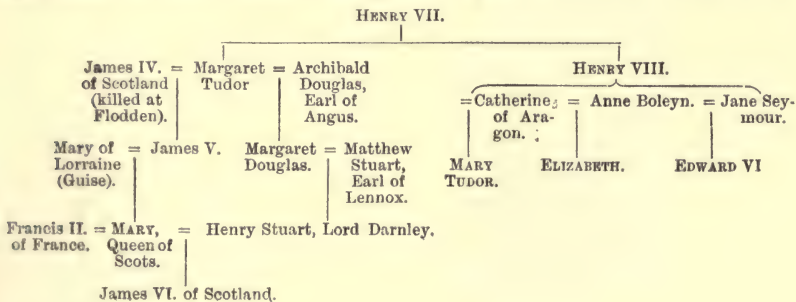 HENRY VII.
James IV. = Margaret = Archibald HENRY VIII.
of Scotland Tudor Douglas,
(killed at Earl of =Catherine = Anne Boleyn. = Jane Sey-
Flodden). Angus. of Ara- mour.
gon.
Mary of = James V. Margaret = Matthew
Lorraine Douglas. Stuart, MARY ELIZABETH. EDWARD VI
(Guise). Earl of TUDOR.
Lennox.
Francis II. = MARY, = Henry Stuart, Lord Darnley.
of France. Queen of
Scots.
James VI. of Scotland.